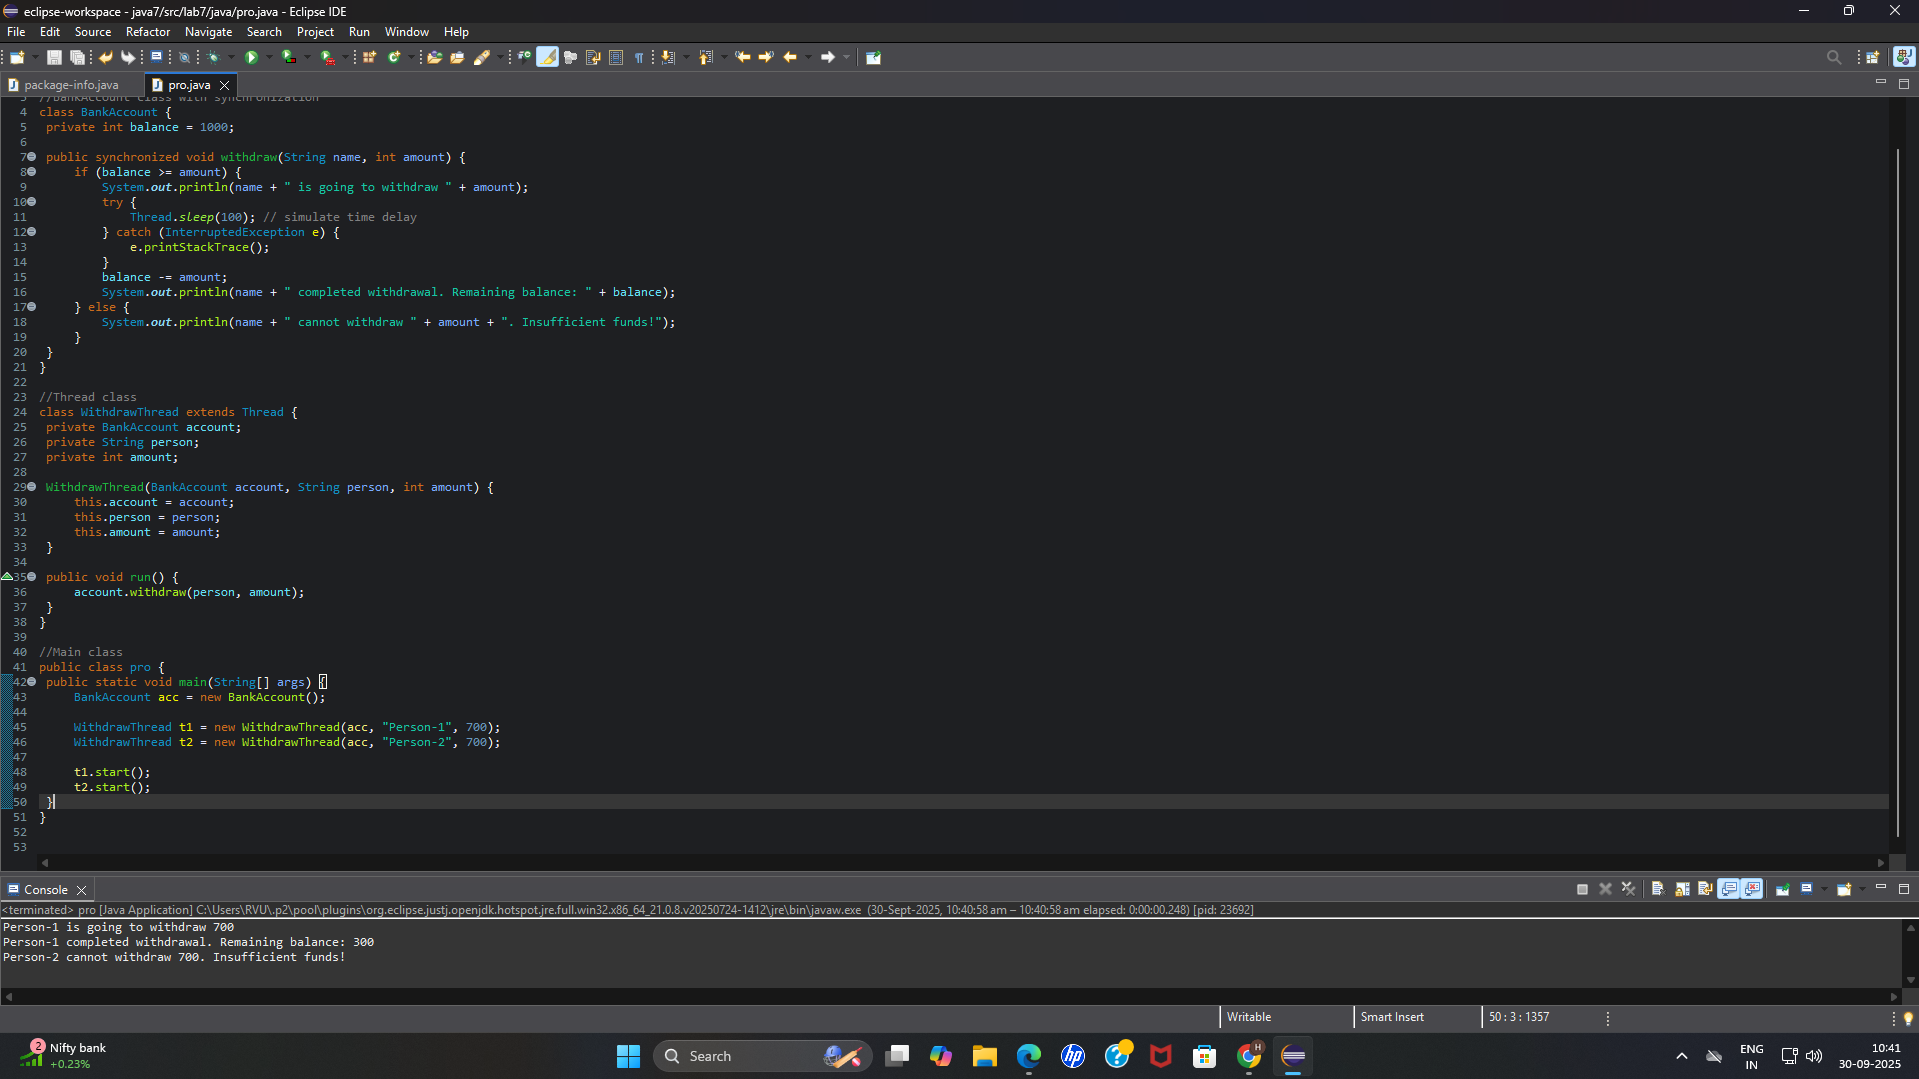 eclipse-workspace - java7/src/lab7/java/pro.java - Eclipse IDE
File Edit Source Refactor Navigate Search Project Run Window Help
package-info.java pro.java
3 //BankAccount class with synchronization
4 class BankAccount {
5 private int balance = 1000;
6
7 public synchronized void withdraw(String name, int amount) {
8 if (balance >= amount) {
9 System.out.println(name + " is going to withdraw " + amount);
10 try {
11 Thread.sleep(100); // simulate time delay
12 } catch (InterruptedException e) {
13 e.printStackTrace();
14 }
15 balance -= amount;
16 System.out.println(name + " completed withdrawal. Remaining balance: " + balance);
17 } else {
18 System.out.println(name + " cannot withdraw " + amount + ". Insufficient funds!");
19 }
20 }
21 }
22
23 //Thread class
24 class WithdrawThread extends Thread {
25 private BankAccount account;
26 private String person;
27 private int amount;
28
29 WithdrawThread(BankAccount account, String person, int amount) {
30 this.account = account;
31 this.person = person;
32 this.amount = amount;
33 }
34
35 public void run() {
36 account.withdraw(person, amount);
37 }
38 }
39
40 //Main class
41 public class pro {
42 public static void main(String[] args) {
43 BankAccount acc = new BankAccount();
44
45 WithdrawThread t1 = new WithdrawThread(acc, "Person-1", 700);
46 WithdrawThread t2 = new WithdrawThread(acc, "Person-2", 700);
47
48 t1.start();
49 t2.start();
50 }
51 }
52
53
Console
<terminated> pro [Java Application] C:\Users\RVU\.p2\pool\plugins\org.eclipse.justj.openjdk.hotspot.jre.full.win32.x86_64_21.0.8.v20250724-1412\jre\bin\javaw.exe (30-Sept-2025, 10:40:58 am – 10:40:58 am elapsed: 0:00:00.248) [pid: 23692]
Person-1 is going to withdraw 700
Person-1 completed withdrawal. Remaining balance: 300
Person-2 cannot withdraw 700. Insufficient funds!
Writable Smart Insert 50 : 3 : 1357
2 Nifty bank
+0.23%
Search
hp
H
ENG
IN
10:41
30-09-2025